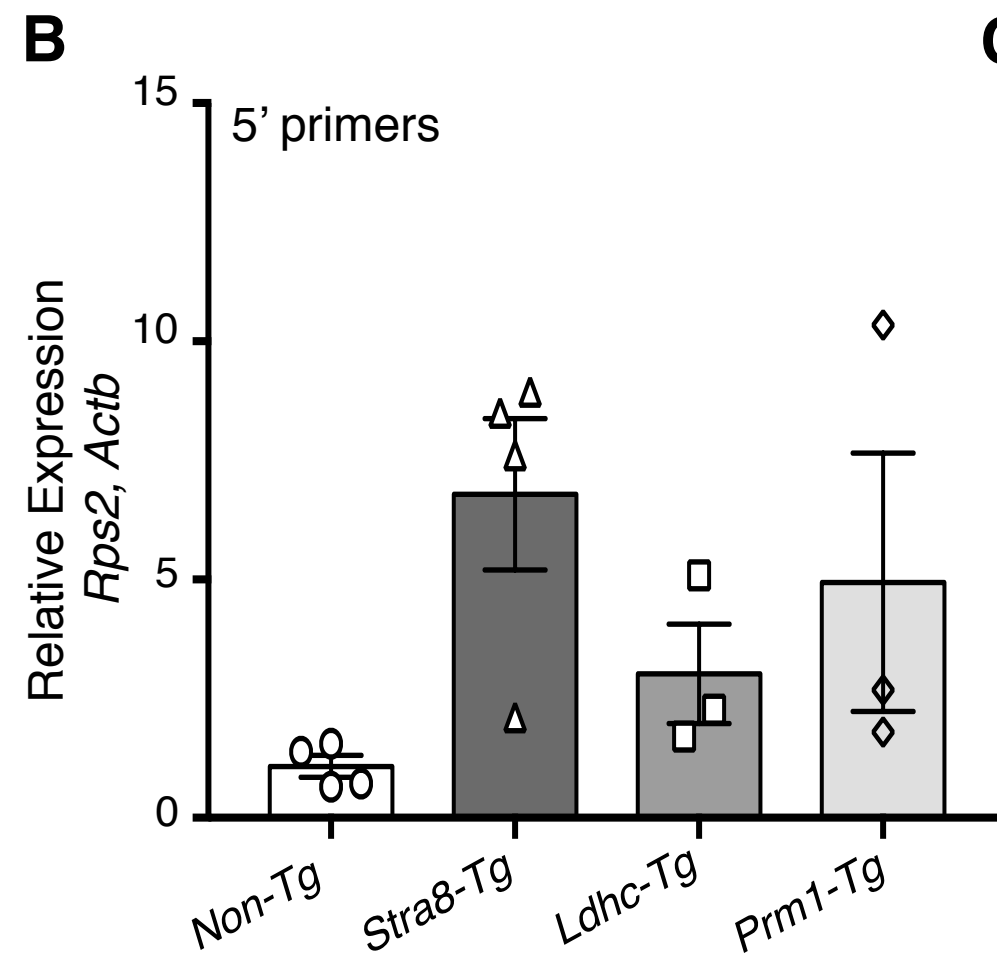 B
C
15
5’ primers
10
5
0
Relative Expression
Rps2, Actb
Non-Tg
Stra8-Tg
Ldhc-Tg
Prm1-Tg